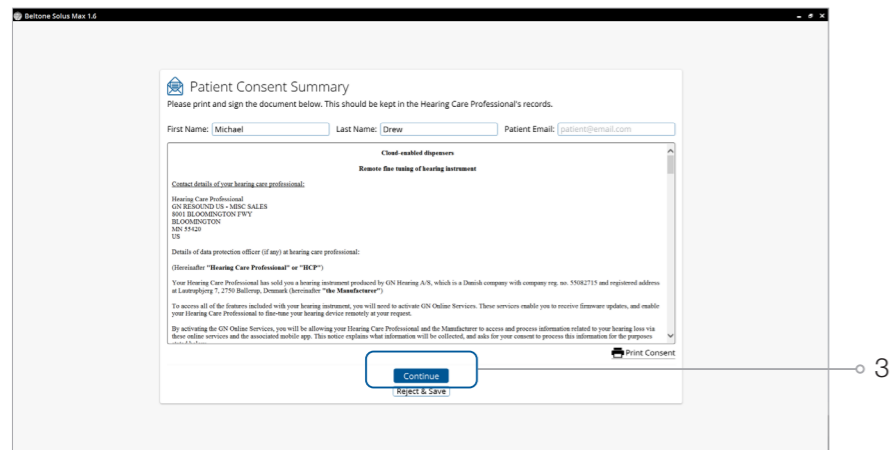 Beltone Solus Max 1.6
Patient Consent Summary
Please print and sign the document below. This should be kept in the Hearing Care Professional's records.
First Name: Michael Last Name: Drew Patient Email: patient@email.com
Cloud-enabled dispensers
Remote fine tuning of hearing instrument
Contact details of your hearing care professional:
Hearing Care Professional
GN RESOUND US - MISC SALES
8001 BLOOMINGTON FWY
BLOOMINGTON
MN 55420
US
Details of data protection officer (if any) at hearing care professional:
(Hereinafter "Hearing Care Professional" or "HCP")
Your Hearing Care Professional has sold you a hearing instrument produced by GN Hearing A/S, which is a Danish company with company reg. no. 55082715 and registered address
at Lautrupbjerg 7, 2750 Ballerup, Denmark (hereinafter "the Manufacturer")
To access all of the features included with your hearing instrument, you will need to activate GN Online Services. These services enable you to receive firmware updates, and enable
your Hearing Care Professional to fine-tune your hearing device remotely at your request.
By activating the GN Online Services, you will be allowing your Hearing Care Professional and the Manufacturer to access and process information related to your hearing loss via
these online services and the associated mobile app. This notice explains what information will be collected, and asks for your consent to process this information for the purposes
Print Consent
Continue
3
Reject & Save